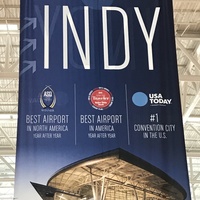 INDY
ASQ
USA
TODAY
BEST AIRPORT
IN NORTH AMERICA
YEAR AFTER YEAR
BEST AIRPORT
IN AMERICA
YEAR AFTER YEAR
#1
CONVENTION CITY
IN THE U.S.